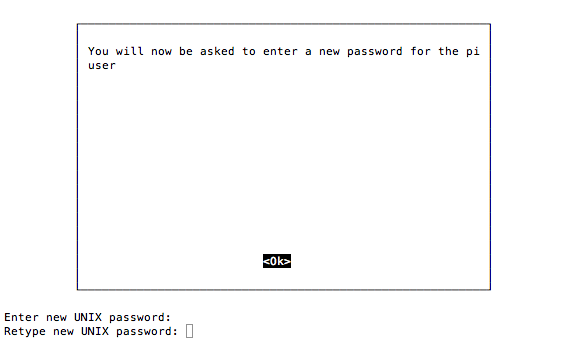 You will now be asked to enter a new password for the pi
user
<Ok>
Enter new UNIX password:
Retype new UNIX password: